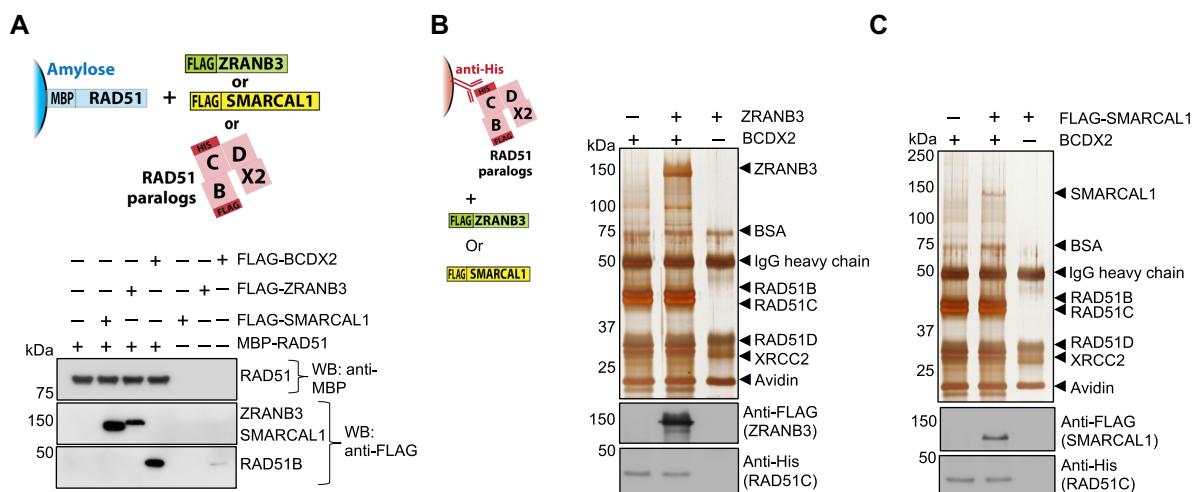 A
Amylose
MBP RAD51
+
FLAG ZRANB3
or
FLAG SMARCAL1
or
HIS
C D
B X2
FLAG
RAD51
paralogs
– – – + – – + FLAG-BCDX2
– – + – – + – FLAG-ZRANB3
– + – – + – – FLAG-SMARCAL1
+ + + + – – – MBP-RAD51
kDa
75
RAD51
WB: anti-
MBP
150
ZRANB3
SMARCAL1
50
RAD51B
WB:
anti-FLAG
B
anti-His
HIS
C D
B X2
FLAG
RAD51
paralogs
+
FLAG ZRANB3
Or
FLAG SMARCAL1
– + + ZRANB3
+ + – BCDX2
kDa
150
100
75
50
37
25
ZRANB3
BSA
IgG heavy chain
RAD51B
RAD51C
RAD51D
XRCC2
Avidin
150
Anti-FLAG
(ZRANB3)
50
Anti-His
(RAD51C)
C
– + + FLAG-SMARCAL1
+ + – BCDX2
kDa
250
150
100
75
50
37
25
SMARCAL1
BSA
IgG heavy chain
RAD51B
RAD51C
RAD51D
XRCC2
Avidin
150
Anti-FLAG
(SMARCAL1)
50
Anti-His
(RAD51C)